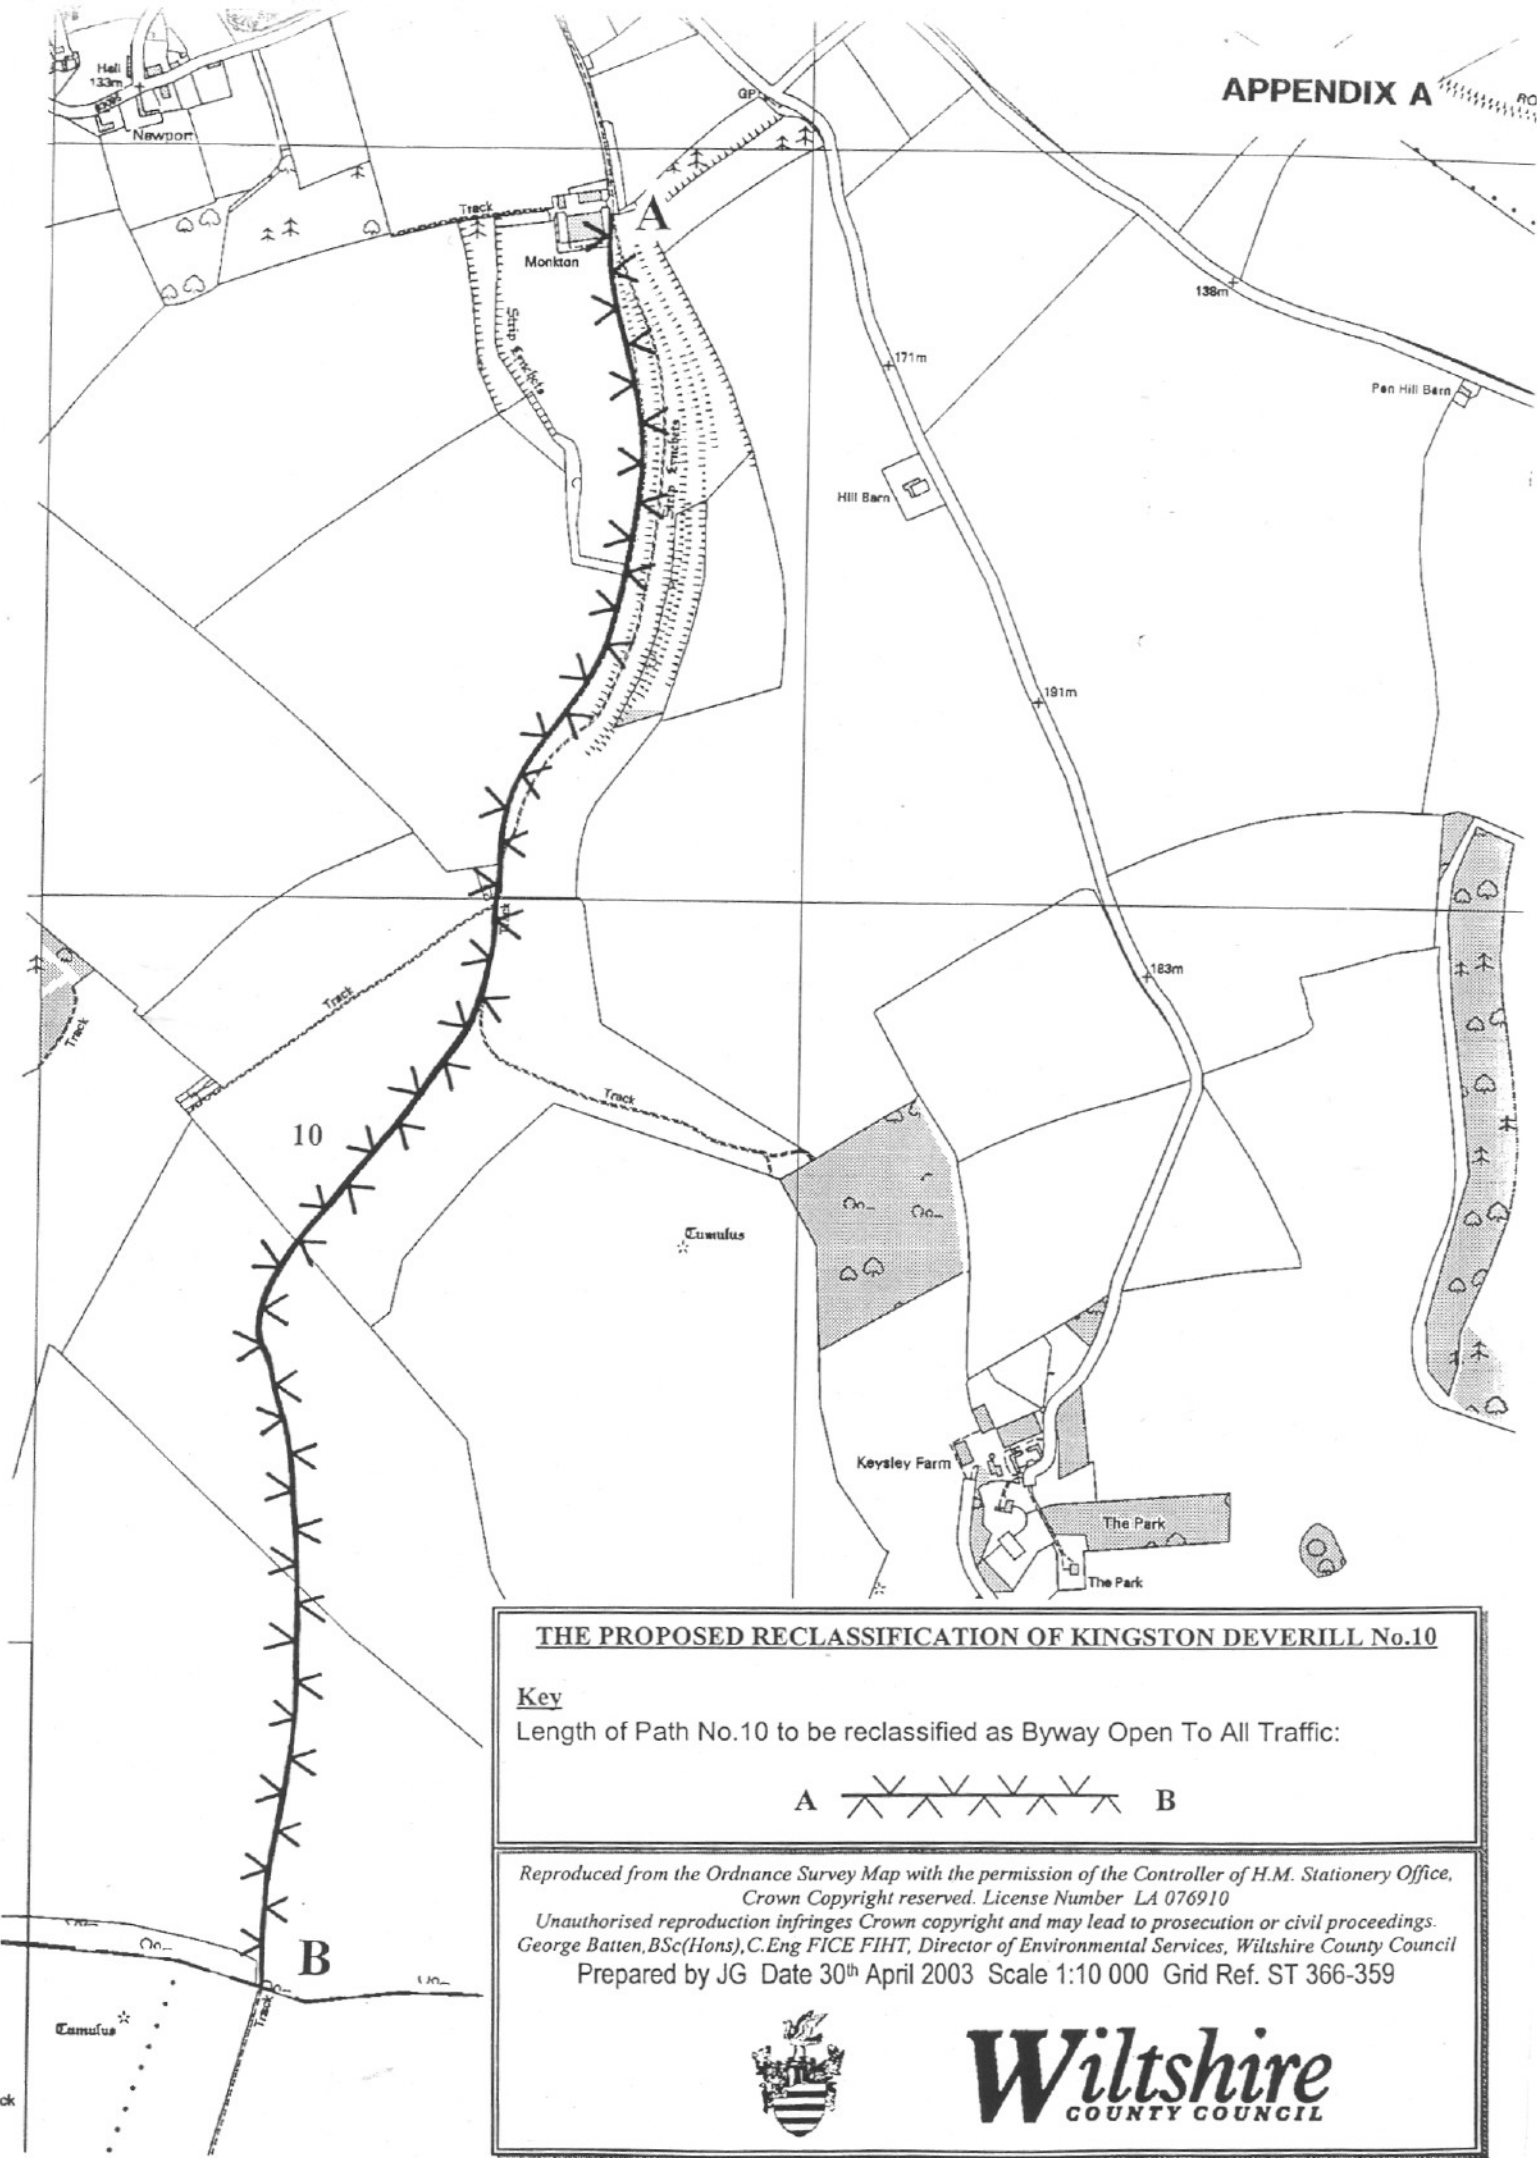 APPENDIX A
Hall
133m
Newport
GP
RO
Track
A
Monkton
138m
Strip Lynchets
171m
Pen Hill Barn
Strip Lynchets
Hill Barn
191m
Track
183m
Track
Track
Track
10
Tumulus
Keysley Farm
The Park
The Park
THE PROPOSED RECLASSIFICATION OF KINGSTON DEVERILL No.10
Key
Length of Path No.10 to be reclassified as Byway Open To All Traffic:
A B
Reproduced from the Ordnance Survey Map with the permission of the Controller of H.M. Stationery Office,
Crown Copyright reserved. License Number LA 076910
Unauthorised reproduction infringes Crown copyright and may lead to prosecution or civil proceedings.
George Batten,BSc(Hons),C.Eng FICE FIHT, Director of Environmental Services, Wiltshire County Council
Prepared by JG Date 30th April 2003 Scale 1:10 000 Grid Ref. ST 366-359
B
Tumulus
Track
ck
Wiltshire
COUNTY COUNCIL